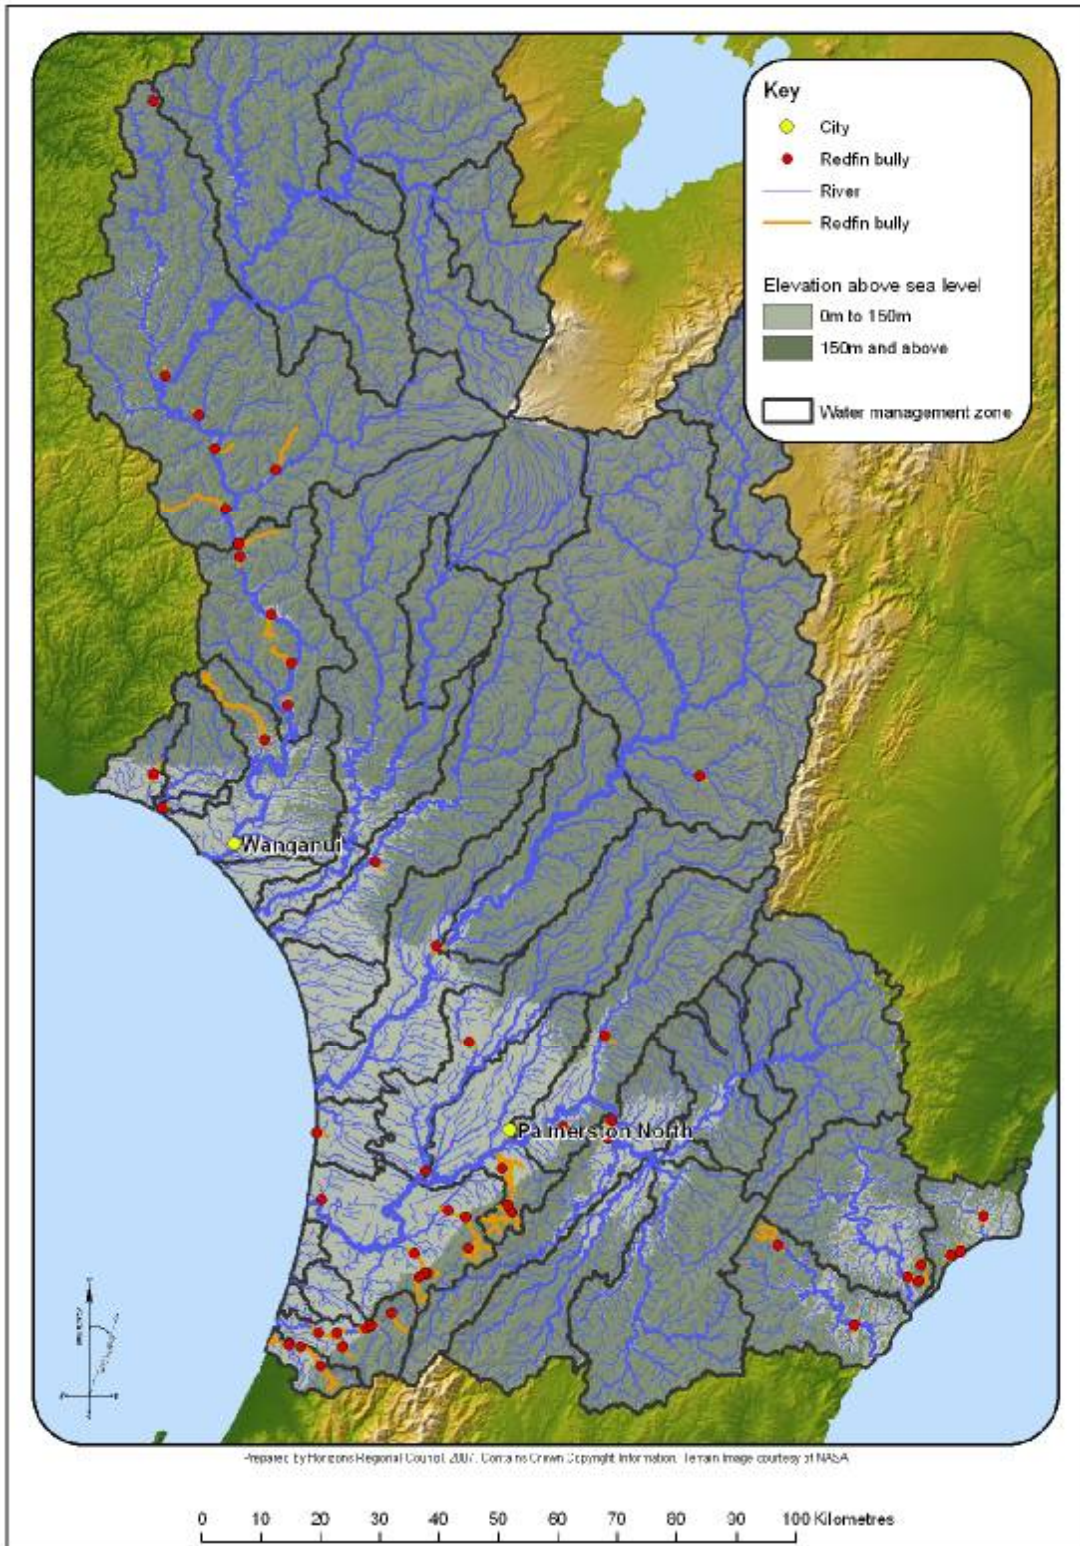 Key
City
Redfin bully
River
Redfin bully
Elevation above sea level
0m to 150m
150m and above
Water management zone
Wanganui
Palmerston North
Prepared by Horizons Regional Council, 2007. Contains Crown Copyright Information. Terrain Image courtesy of NASA
0 10 20 30 40 50 60 70 80 90 100 Kilometres